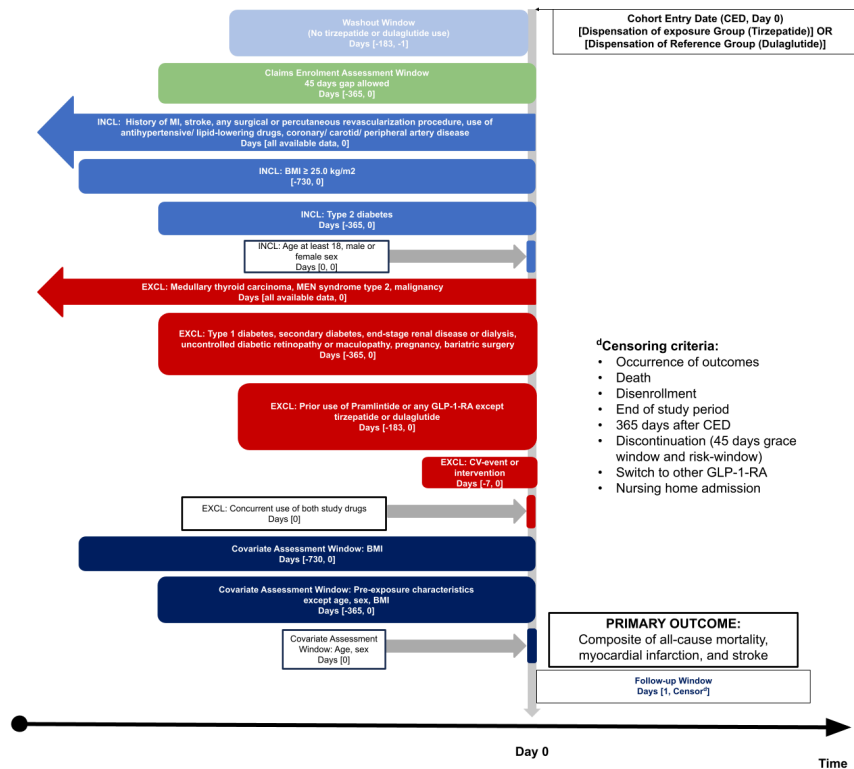 Washout Window
(No tirzepatide or dulaglutide use)
Days [-183, -1]
Cohort Entry Date (CED, Day 0)
[Dispensation of exposure Group (Tirzepatide)] OR
[Dispensation of Reference Group (Dulaglutide)]
Claims Enrolment Assessment Window
45 days gap allowed
Days [-365, 0]
INCL: History of MI, stroke, any surgical or percutaneous revascularization procedure, use of
antihypertensive/ lipid-lowering drugs, coronary/ carotid/ peripheral artery disease
Days [all available data, 0]
INCL: BMI ≥ 25.0 kg/m2
[-730, 0]
INCL: Type 2 diabetes
Days [-365, 0]
INCL: Age at least 18, male or
female sex
Days [0, 0]
EXCL: Medullary thyroid carcinoma, MEN syndrome type 2, malignancy
Days [all available data, 0]
EXCL: Type 1 diabetes, secondary diabetes, end-stage renal disease or dialysis,
uncontrolled diabetic retinopathy or maculopathy, pregnancy, bariatric surgery
Days [-365, 0]
EXCL: Prior use of Pramlintide or any GLP-1-RA except
tirzepatide or dulaglutide
Days [-183, 0]
EXCL: CV-event or
intervention
Days [-7, 0]
EXCL: Concurrent use of both study drugs
Days [0]
Covariate Assessment Window: BMI
Days [-730, 0]
Covariate Assessment Window: Pre-exposure characteristics
except age, sex, BMI
Days [-365, 0]
Covariate Assessment
Window: Age, sex
Days [0]
dCensoring criteria:
• Occurrence of outcomes
• Death
• Disenrollment
• End of study period
• 365 days after CED
• Discontinuation (45 days grace
window and risk-window)
• Switch to other GLP-1-RA
• Nursing home admission
PRIMARY OUTCOME:
Composite of all-cause mortality,
myocardial infarction, and stroke
Follow-up Window
Days [1, Censord]
Day 0
Time